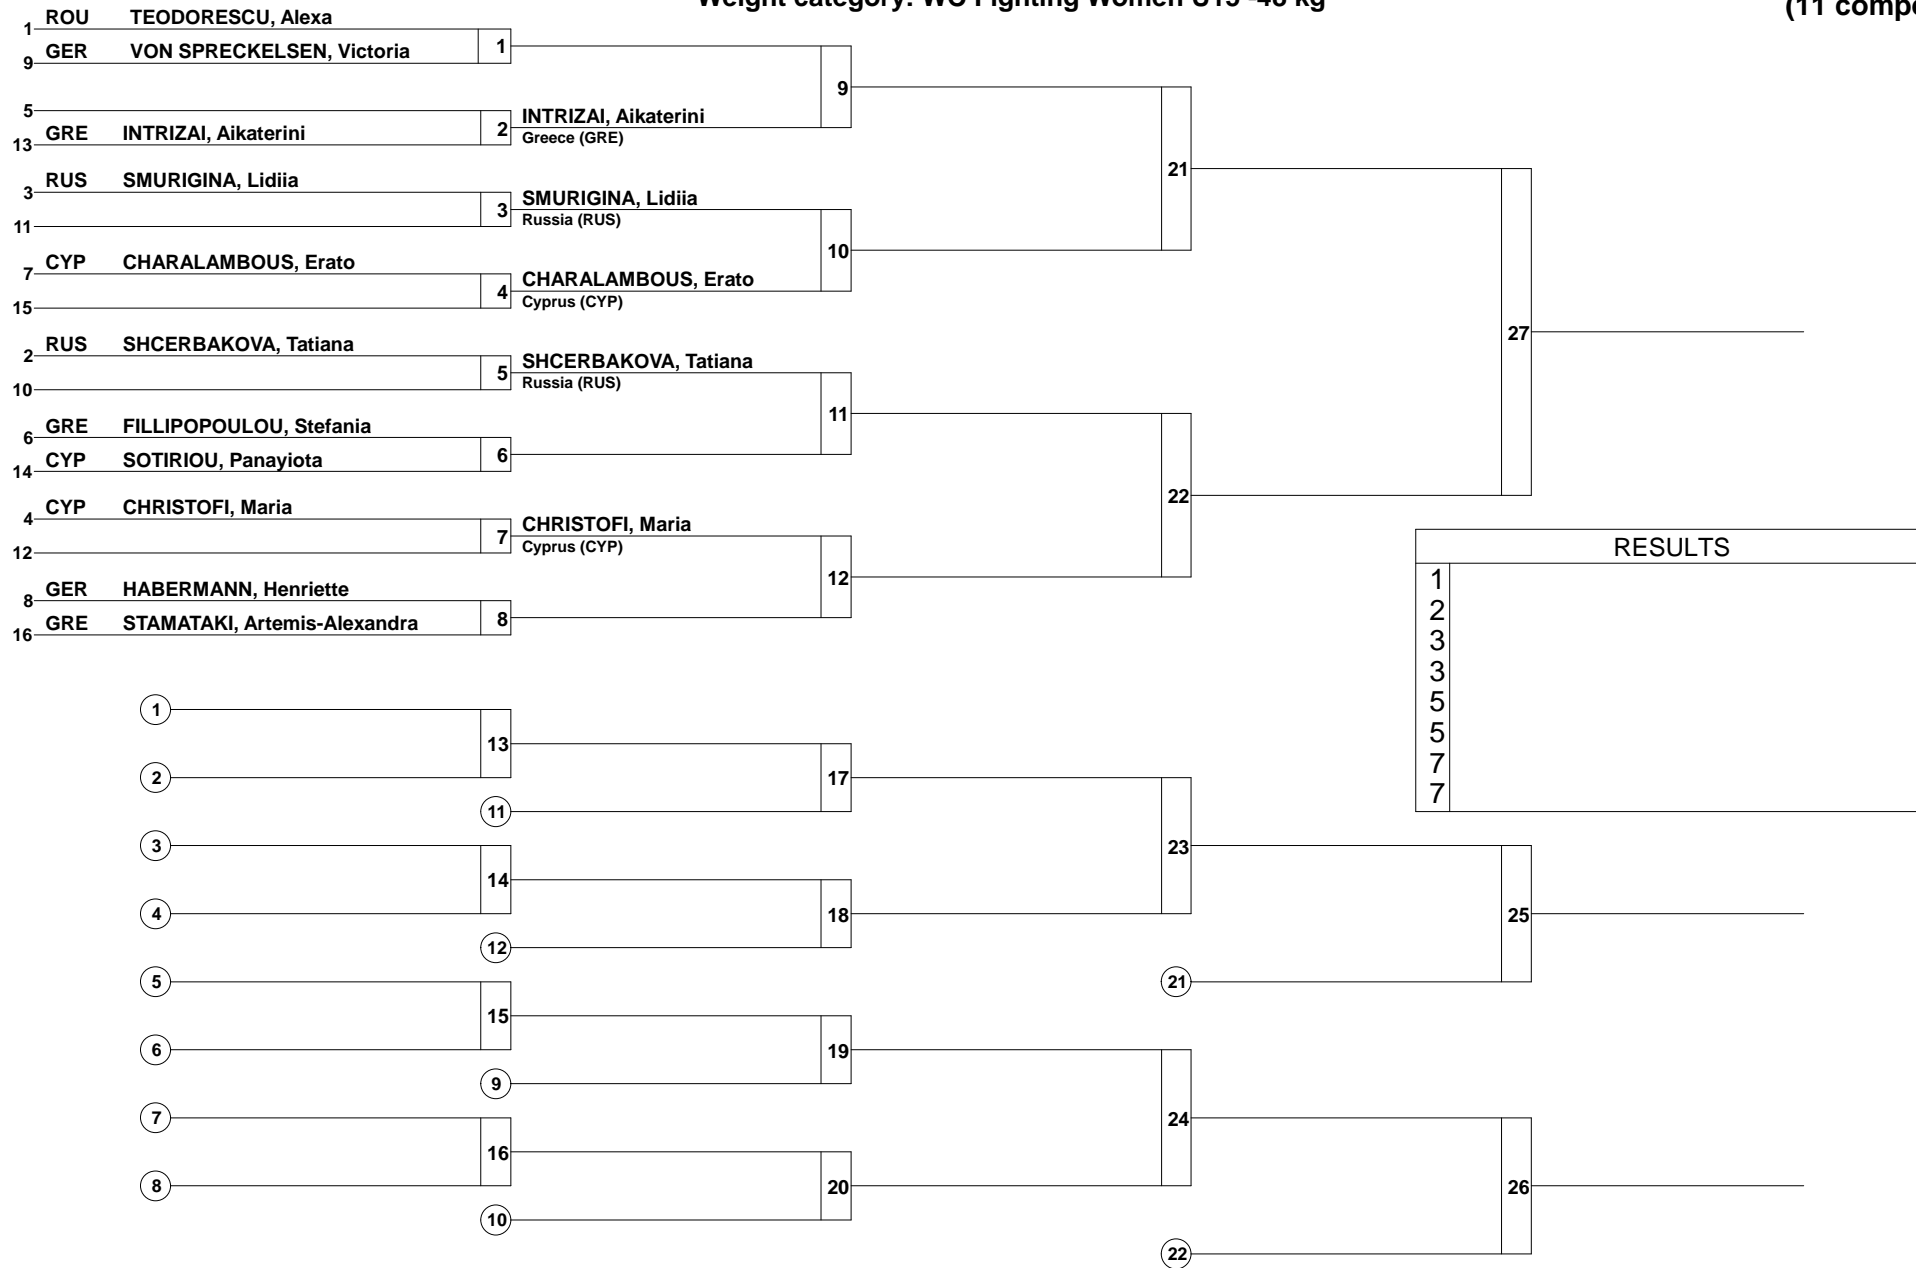 Weight category: WC Fighting Women U15 -48 kg
(11 compe
ROU TEODORESCU, Alexa
1
GER VON SPRECKELSEN, Victoria
9
1
5
GRE INTRIZAI, Aikaterini
13
2
INTRIZAI, Aikaterini
Greece (GRE)
9
RUS SMURIGINA, Lidiia
3
11
3
SMURIGINA, Lidiia
Russia (RUS)
CYP CHARALAMBOUS, Erato
7
15
4
CHARALAMBOUS, Erato
Cyprus (CYP)
10
21
RUS SHCERBAKOVA, Tatiana
2
10
5
SHCERBAKOVA, Tatiana
Russia (RUS)
GRE FILLIPOPOULOU, Stefania
6
CYP SOTIRIOU, Panayiota
14
6
11
CYP CHRISTOFI, Maria
4
12
7
CHRISTOFI, Maria
Cyprus (CYP)
GER HABERMANN, Henriette
8
GRE STAMATAKI, Artemis-Alexandra
16
8
12
22
27
RESULTS
1
2
3
3
5
5
7
7
1
2
13
11
17
3
4
14
12
18
23
21
25
5
6
15
9
19
7
8
16
10
20
24
22
26